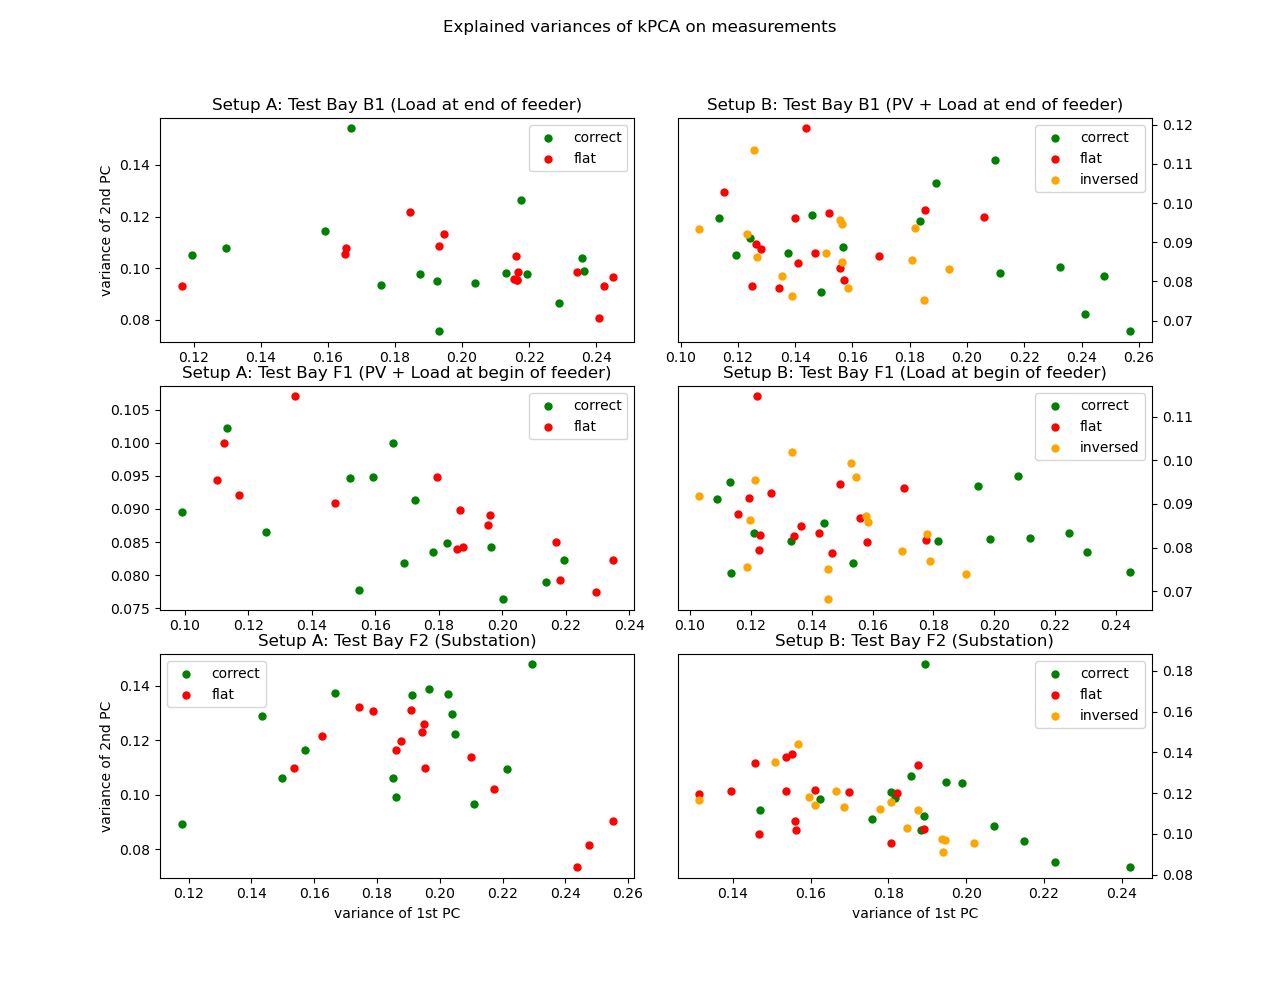 Explained variances of kPCA on measurements
Setup A: Test Bay B1 (Load at end of feeder)
correct
flat
variance of 2nd PC
0.14
0.12
0.10
0.08
0.12 0.14 0.16 0.18 0.20 0.22 0.24
Setup B: Test Bay B1 (PV + Load at end of feeder)
correct
flat
inversed
0.12
0.11
0.10
0.09
0.08
0.07
0.10 0.12 0.14 0.16 0.18 0.20 0.22 0.24 0.26
Setup A: Test Bay F1 (PV + Load at begin of feeder)
correct
flat
0.105
0.100
0.095
0.090
0.085
0.080
0.075
0.10 0.12 0.14 0.16 0.18 0.20 0.22 0.24
Setup B: Test Bay F1 (Load at begin of feeder)
correct
flat
inversed
0.11
0.10
0.09
0.08
0.07
0.10 0.12 0.14 0.16 0.18 0.20 0.22 0.24
Setup A: Test Bay F2 (Substation)
correct
flat
variance of 2nd PC
0.14
0.12
0.10
0.08
0.12 0.14 0.16 0.18 0.20 0.22 0.24 0.26
variance of 1st PC
Setup B: Test Bay F2 (Substation)
correct
flat
inversed
0.18
0.16
0.14
0.12
0.10
0.08
0.14 0.16 0.18 0.20 0.22 0.24
variance of 1st PC